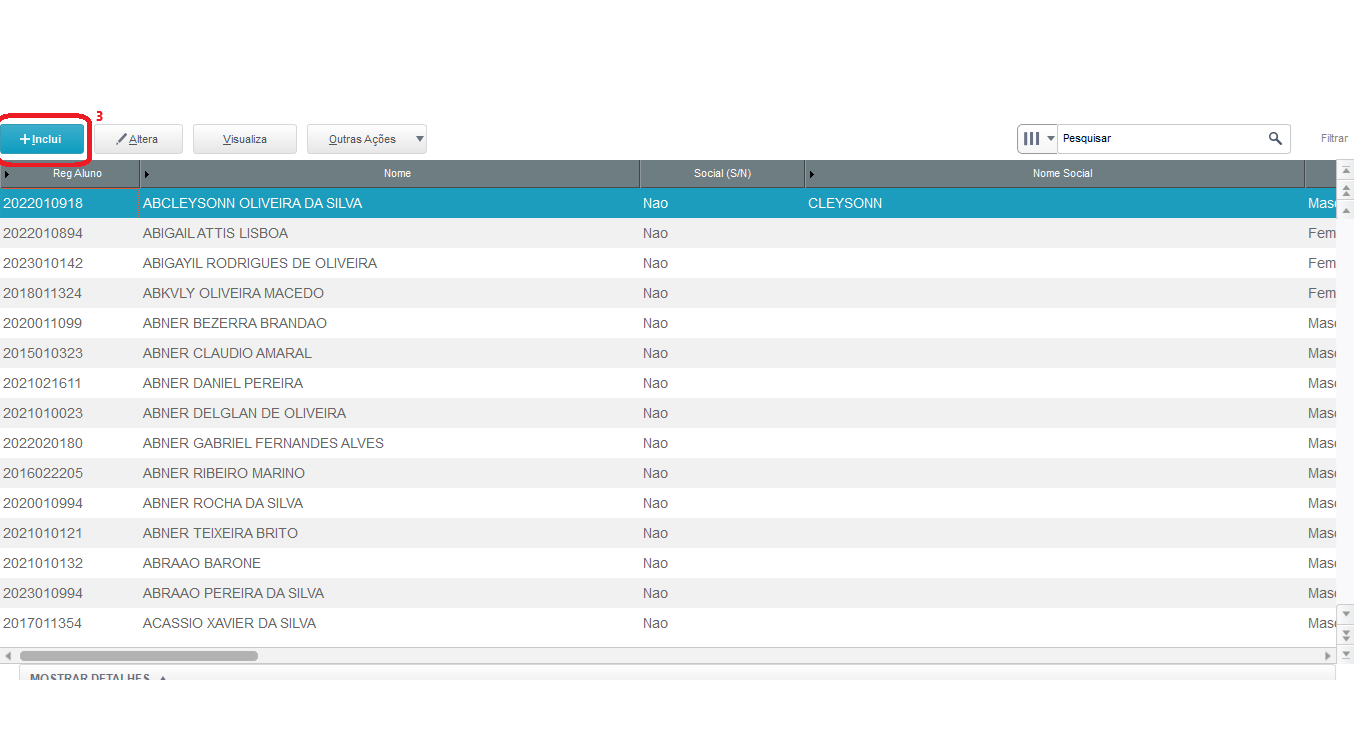 3
+Inclui Altera Visualiza Outras Ações Pesquisar Filtrar
Reg Aluno Nome Social (S/N) Nome Social
2022010918 ABCLEYSONN OLIVEIRA DA SILVA Nao CLEYSONN Masc
2022010894 ABIGAIL ATTIS LISBOA Nao Fem
2023010142 ABIGAYIL RODRIGUES DE OLIVEIRA Nao Fem
2018011324 ABKVLY OLIVEIRA MACEDO Nao Fem
2020011099 ABNER BEZERRA BRANDAO Nao Masc
2015010323 ABNER CLAUDIO AMARAL Nao Masc
2021021611 ABNER DANIEL PEREIRA Nao Masc
2021010023 ABNER DELGLAN DE OLIVEIRA Nao Masc
2022020180 ABNER GABRIEL FERNANDES ALVES Nao Masc
2016022205 ABNER RIBEIRO MARINO Nao Masc
2020010994 ABNER ROCHA DA SILVA Nao Masc
2021010121 ABNER TEIXEIRA BRITO Nao Masc
2021010132 ABRAAO BARONE Nao Masc
2023010994 ABRAAO PEREIRA DA SILVA Nao Masc
2017011354 ACASSIO XAVIER DA SILVA Nao Masc
MOSTRAR DETALHES